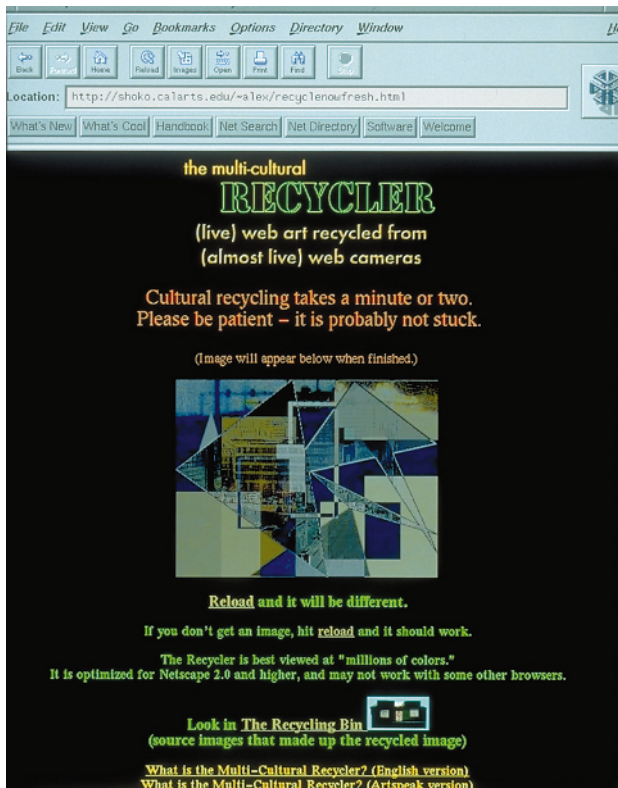 File Edit View Go Bookmarks Options Directory Window
Back Forward Home Reload Images Open Print Find Stop
Location: http://shoko.calarts.edu/~alex/recyclenowfresh.html
What's New What's Cool Handbook Net Search Net Directory Software Welcome
the multi-cultural
RECYCLER
(live) web art recycled from
(almost live) web cameras
Cultural recycling takes a minute or two.
Please be patient – it is probably not stuck.
(Image will appear below when finished.)
Reload and it will be different.
If you don't get an image, hit reload and it should work.
The Recycler is best viewed at "millions of colors."
It is optimized for Netscape 2.0 and higher, and may not work with some other browsers.
Look in The Recycling Bin
(source images that made up the recycled image)
What is the Multi-Cultural Recycler? (English version)
What is the Multi-Cultural Recycler? (Artspeak version)